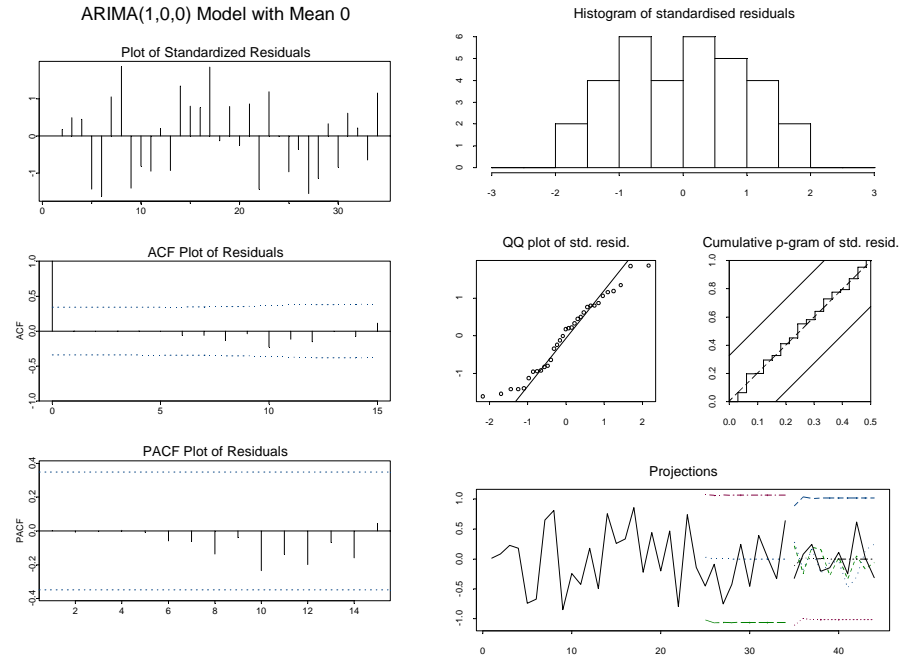 ARIMA(1,0,0) Model with Mean 0
Plot of Standardized Residuals
-1 0 1
0 10 20 30
ACF Plot of Residuals
ACF
-1.0 -0.5 0.0 0.5 1.0
0 5 10 15
PACF Plot of Residuals
PACF
-0.4 -0.2 0.0 0.2 0.4
2 4 6 8 10 12 14
Histogram of standardised residuals
0 1 2 3 4 5 6
-3 -2 -1 0 1 2 3
QQ plot of std. resid.
-1 0 1
-2 -1 0 1 2
Cumulative p-gram of std. resid.
0.0 0.2 0.4 0.6 0.8 1.0
0.0 0.1 0.2 0.3 0.4 0.5
Projections
-1.0 -0.5 0.0 0.5 1.0
0 10 20 30 40